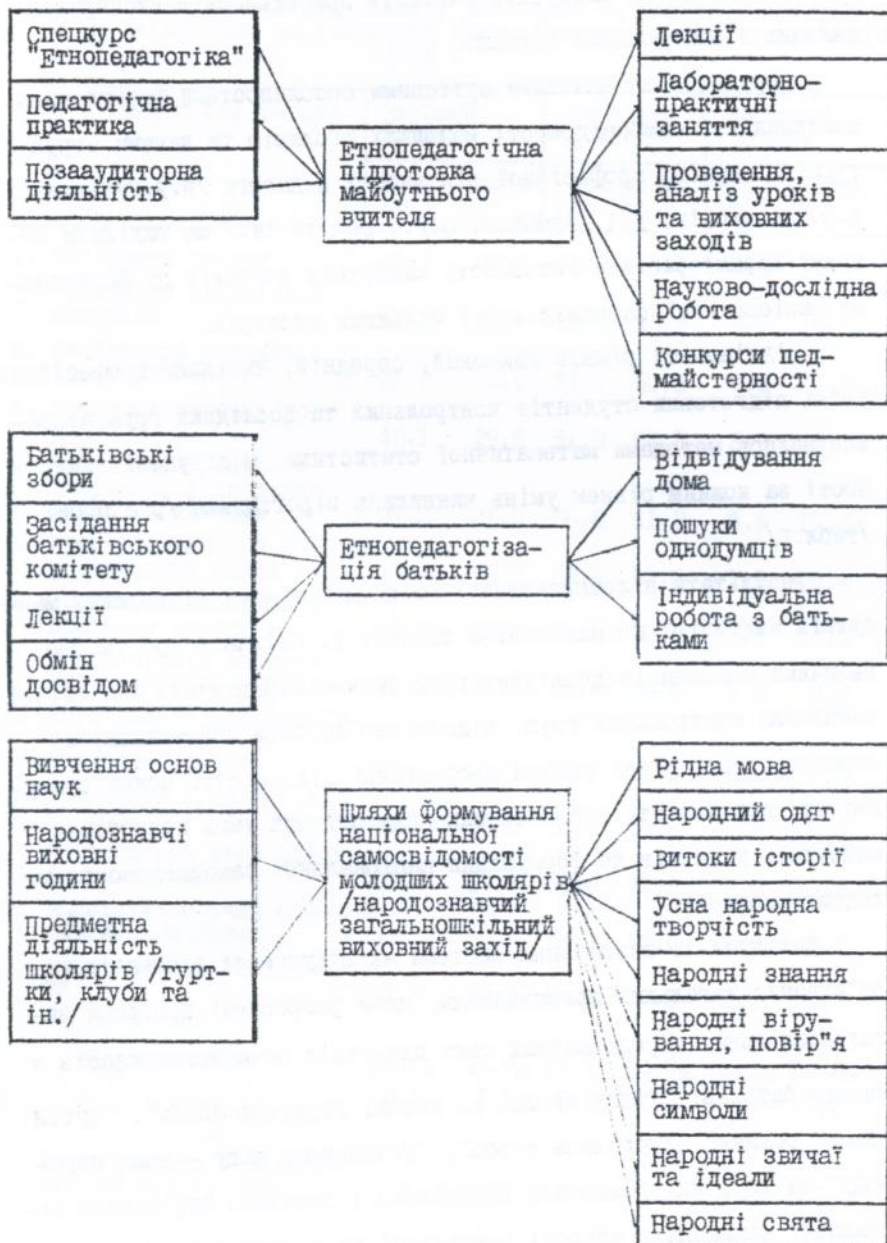 Спецкурс
"Етнопедагогіка"
Педагогічна
практика
Позааудиторна
діяльність
Етнопедагогічна
підготовка
майбутнього
вчителя
Лекції
Лабораторно-
практичні
заняття
Проведення,
аналіз уроків
та виховних
заходів
Науково-дослідна
робота
Конкурси пед-
майстерності
Батьківські
збори
Засідання
батьківського
комітету
Лекції
Обмін
досвідом
Етнопедагогіза-
ція батьків
Відвідування
дома
Пошуки
однодумців
Індивідуальна
робота з бать-
ками
Вивчення основ
наук
Народознавчі
виховні
години
Предметна
діяльність
школярів /гурт-
ки, клуби та
ін./
Шляхи формування
національної
самосвідомості
молодших школярів
/народознавчий
загальношкільний
виховний захід/
Рідна мова
Народний одяг
Витоки історії
Усна народна
творчість
Народні знання
Народні віру-
вання, повір"я
Народні
символи
Народні звичаї
та ідеали
Народні свята